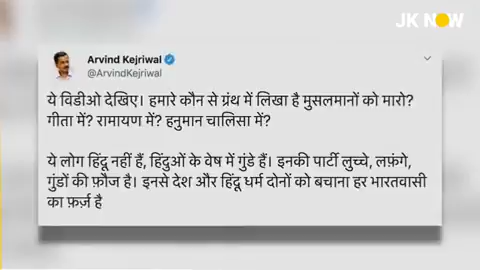 JK NOW
Arvind Kejriwal
@ArvindKejriwal
ये विडीओ देखिए। हमारे कौन से ग्रंथ में लिखा है मुसलमानों को मारो?
गीता में? रामायण में? हनुमान चालिसा में?
ये लोग हिंदू नहीं हैं, हिंदुओं के वेष में गुंडे हैं। इनकी पार्टी लुच्चे, लफ़ंगे,
गुंडों की फ़ौज है। इनसे देश और हिंदू धर्म दोनों को बचाना हर भारतवासी
का फ़र्ज़ है